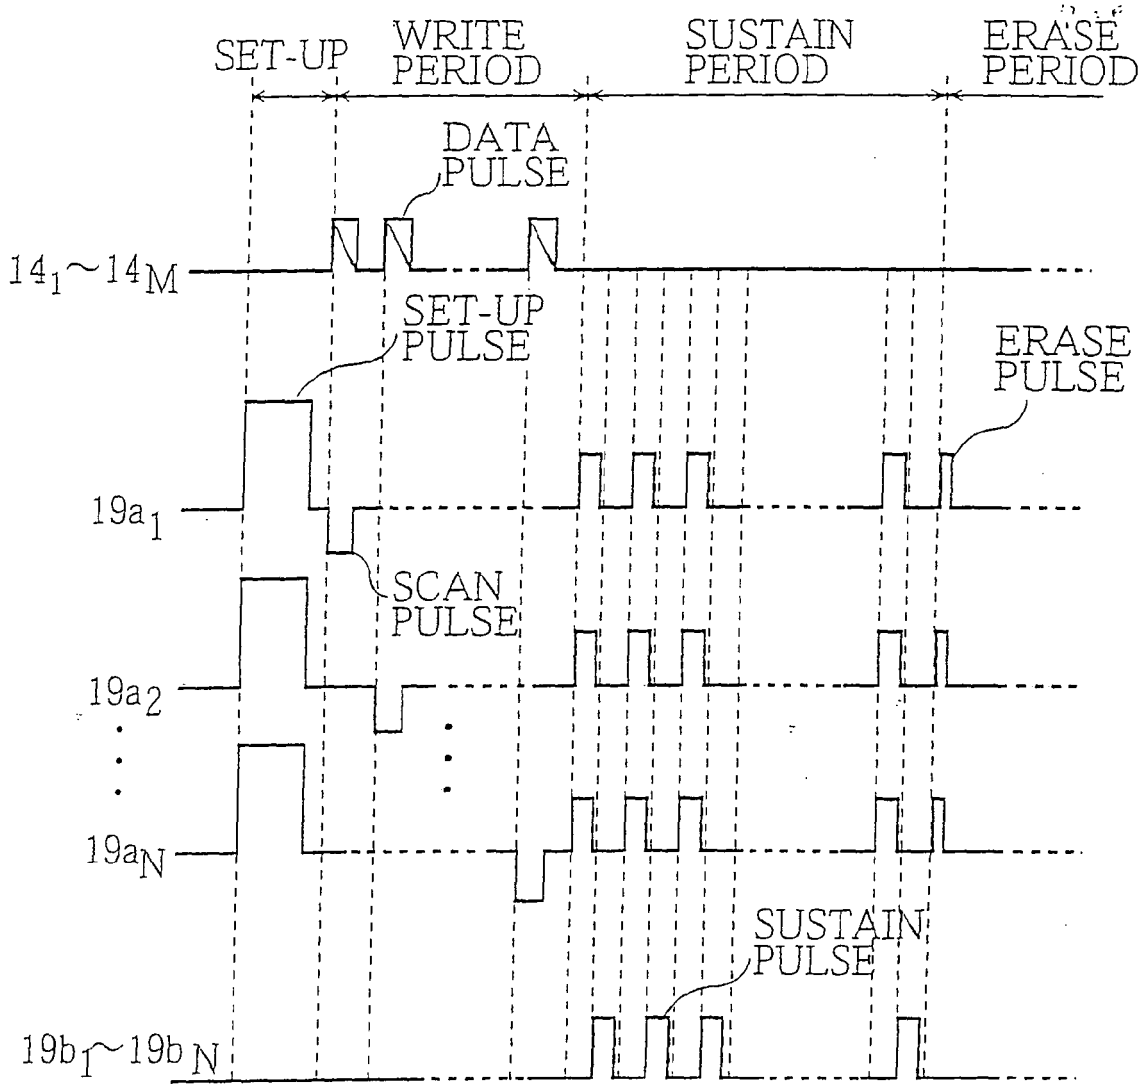 SET-UP
WRITE
PERIOD
SUSTAIN
PERIOD
ERASE
PERIOD
DATA
PULSE
14₁~14M
SET-UP
PULSE
ERASE
PULSE
19a₁
SCAN
PULSE
19a₂
19aN
SUSTAIN
PULSE
19b₁~19bN